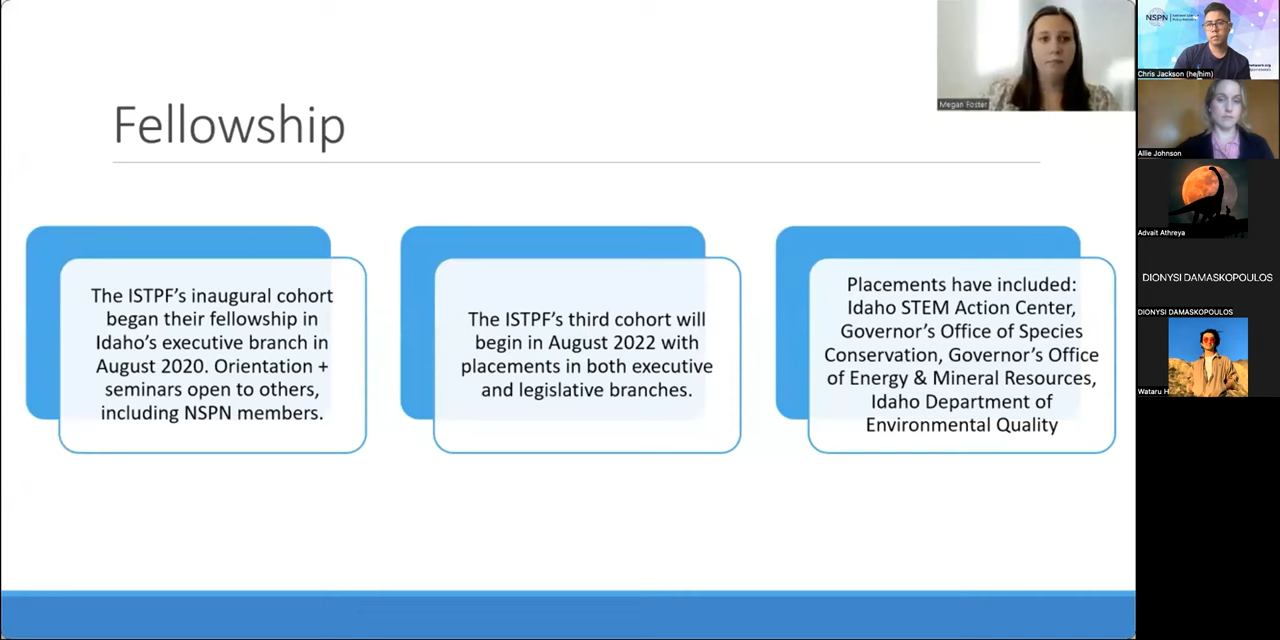 Fellowship
The ISTPF’s inaugural cohort
began their fellowship in
Idaho’s executive branch in
August 2020. Orientation +
seminars open to others,
including NSPN members.
The ISTPF’s third cohort will
begin in August 2022 with
placements in both executive
and legislative branches.
Placements have included:
Idaho STEM Action Center,
Governor’s Office of Species
Conservation, Governor’s Office
of Energy & Mineral Resources,
Idaho Department of
Environmental Quality
Megan Foster
NSPN
Chris Jackson (he/him)
Allie Johnson
Advait Athreya
DIONYSI DAMASKOPOULOS
DIONYSI DAMASKOPOULOS
Wataru H